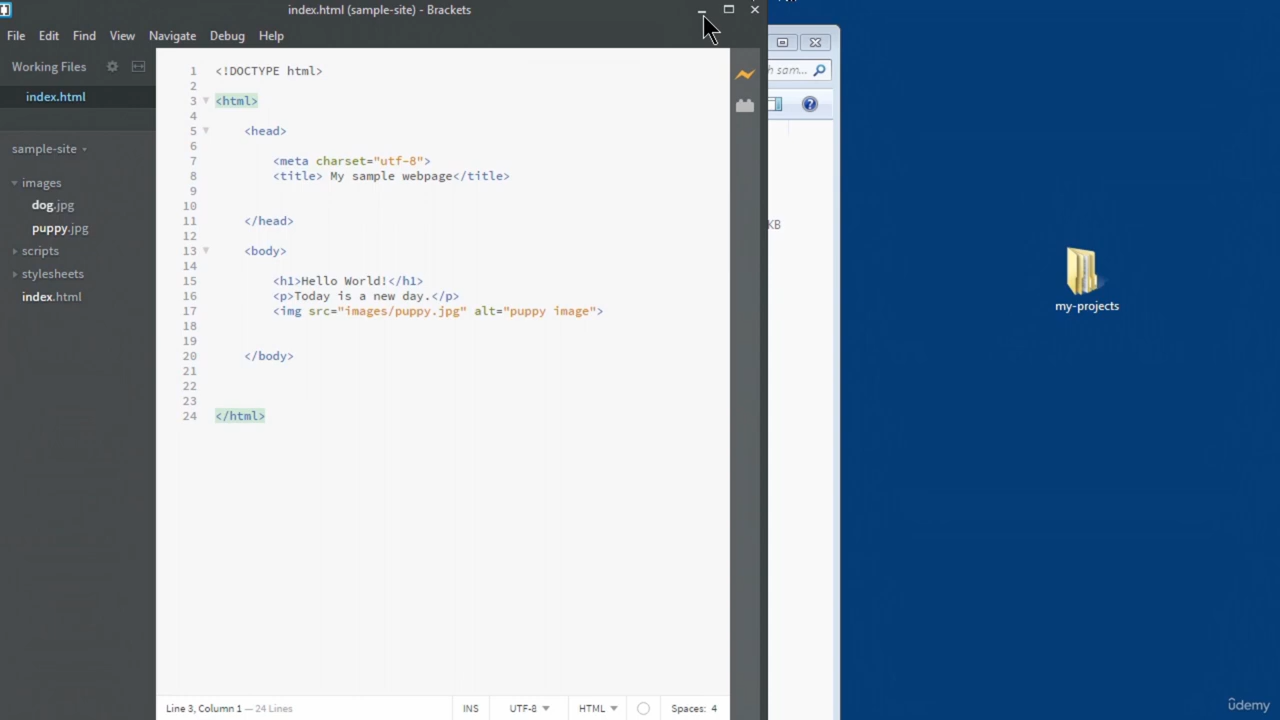 index.html (sample-site) - Brackets
File Edit Find View Navigate Debug Help
Working Files
index.html
sample-site
images
dog.jpg
puppy.jpg
scripts
stylesheets
index.html
1 <!DOCTYPE html>
2
3 <html>
4
5 <head>
6
7 <meta charset="utf-8">
8 <title> My sample webpage</title>
9
10
11 </head>
12
13 <body>
14
15 <h1>Hello World!</h1>
16 <p>Today is a new day.</p>
17 <img src="images/puppy.jpg" alt="puppy image">
18
19
20 </body>
21
22
23
24 </html>
Line 3, Column 1 — 24 Lines
INS UTF-8 HTML Spaces: 4
h sam...
KB
my-projects
ûdemy